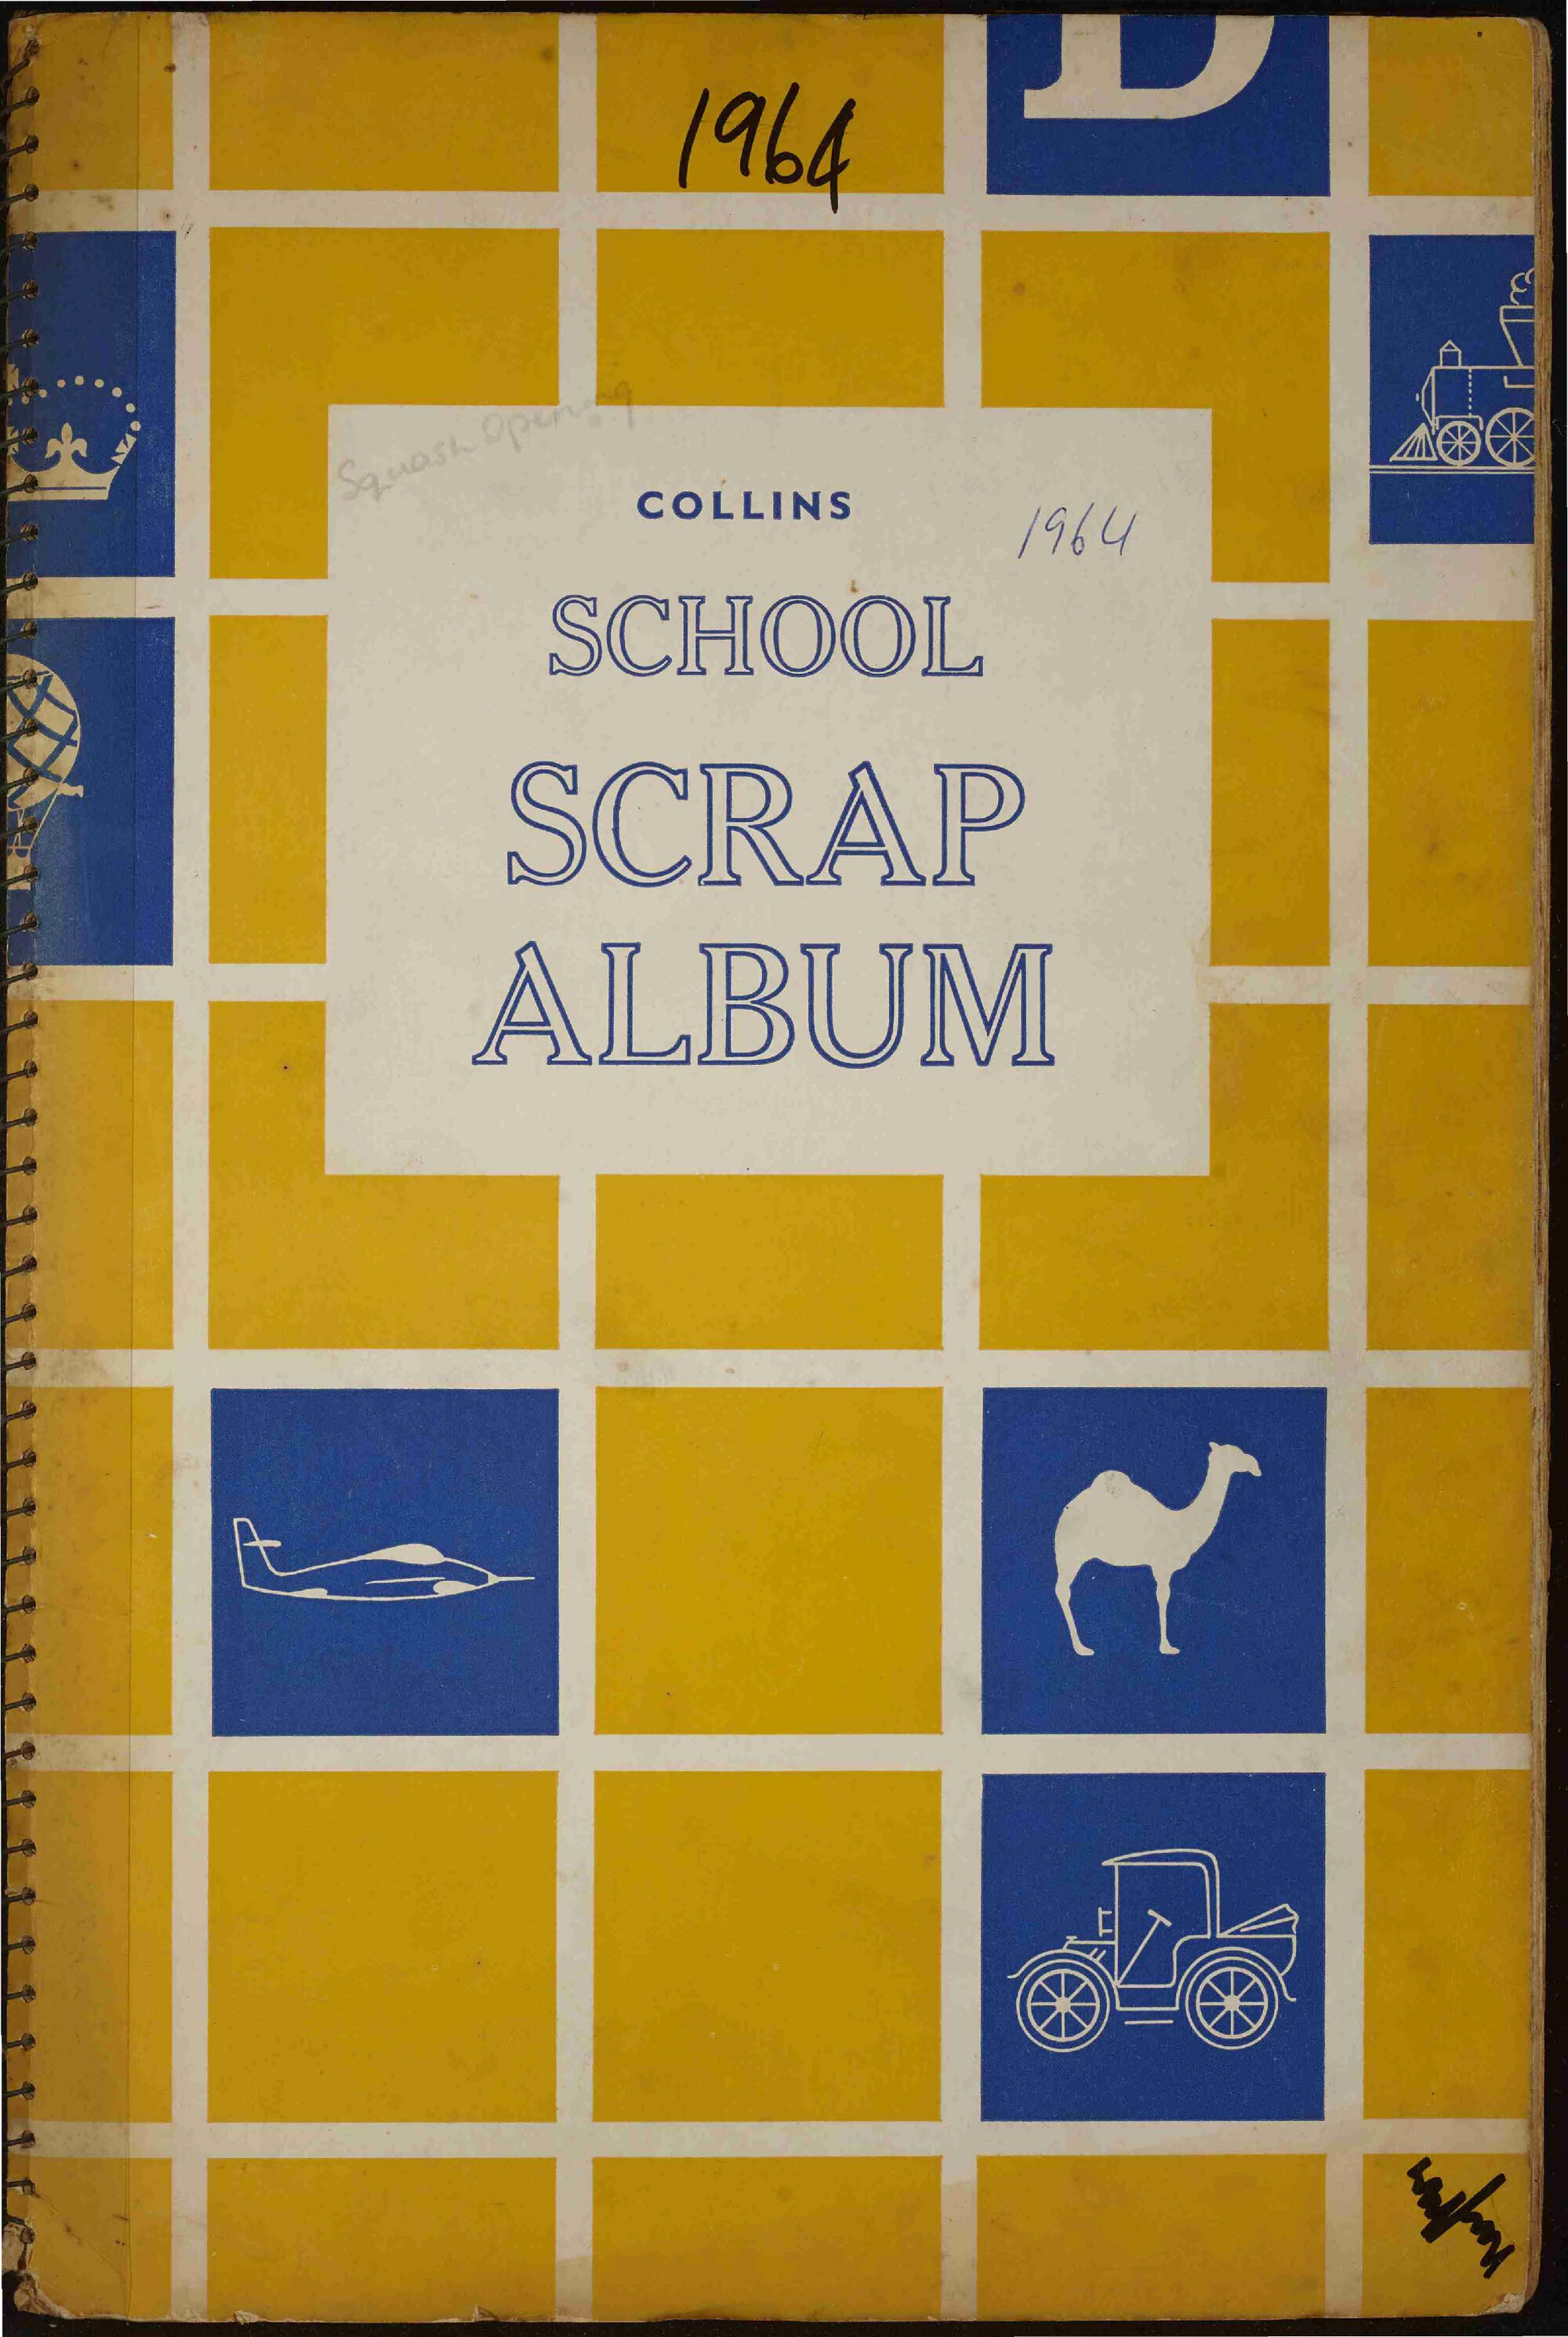 1964
Squash Opening
COLLINS
1964
SCHOOL
SCRAP
ALBUM